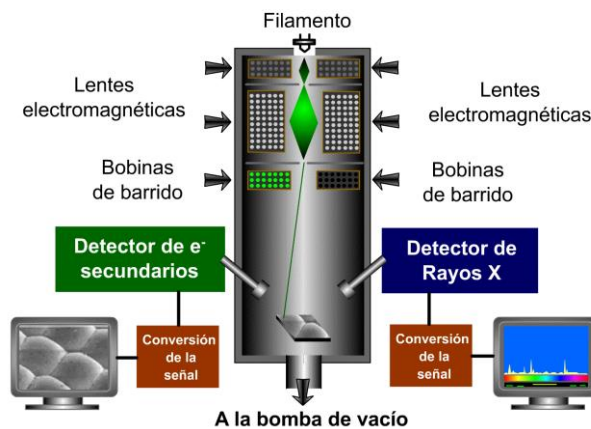 Filamento
Lentes
electromagnéticas
Lentes
electromagnéticas
Bobinas
de barrido
Bobinas
de barrido
Detector de e-
secundarios
Detector de
Rayos X
Conversión
de la
señal
Conversión
de la
señal
A la bomba de vacío